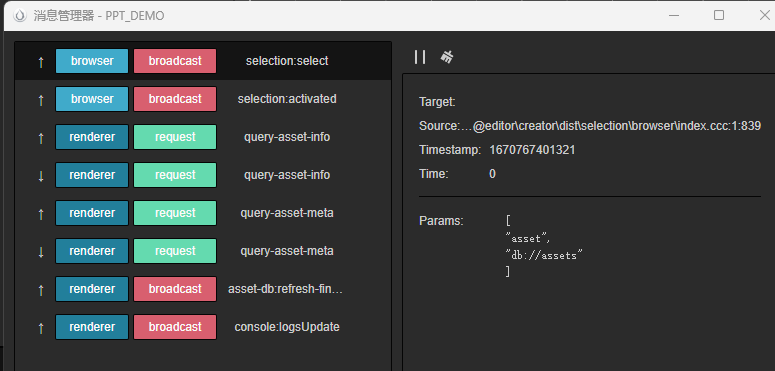 消息管理器 - PPT_DEMO
↑ browser broadcast selection:select
↑ browser broadcast selection:activated
↑ renderer request query-asset-info
↓ renderer request query-asset-info
↑ renderer request query-asset-meta
↓ renderer request query-asset-meta
↑ renderer broadcast asset-db:refresh-fin...
↑ renderer broadcast console:logsUpdate
Target:
Source:...@editor\creator\dist\selection\browser\index.ccc:1:839
Timestamp: 1670767401321
Time: 0
Params: [
"asset",
"db://assets"
]